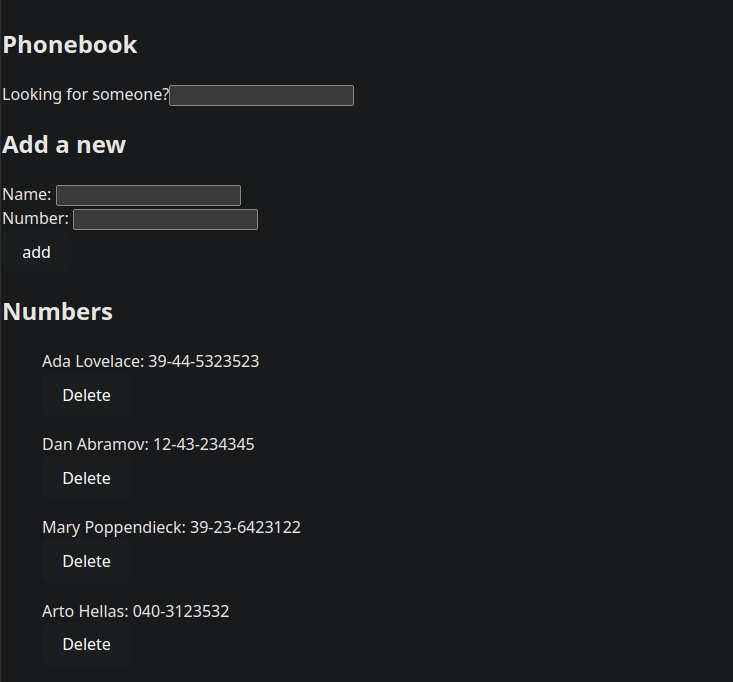 Phonebook
Looking for someone?
Add a new
Name:
Number:
add
Numbers
Ada Lovelace: 39-44-5323523
Delete
Dan Abramov: 12-43-234345
Delete
Mary Poppendieck: 39-23-6423122
Delete
Arto Hellas: 040-3123532
Delete